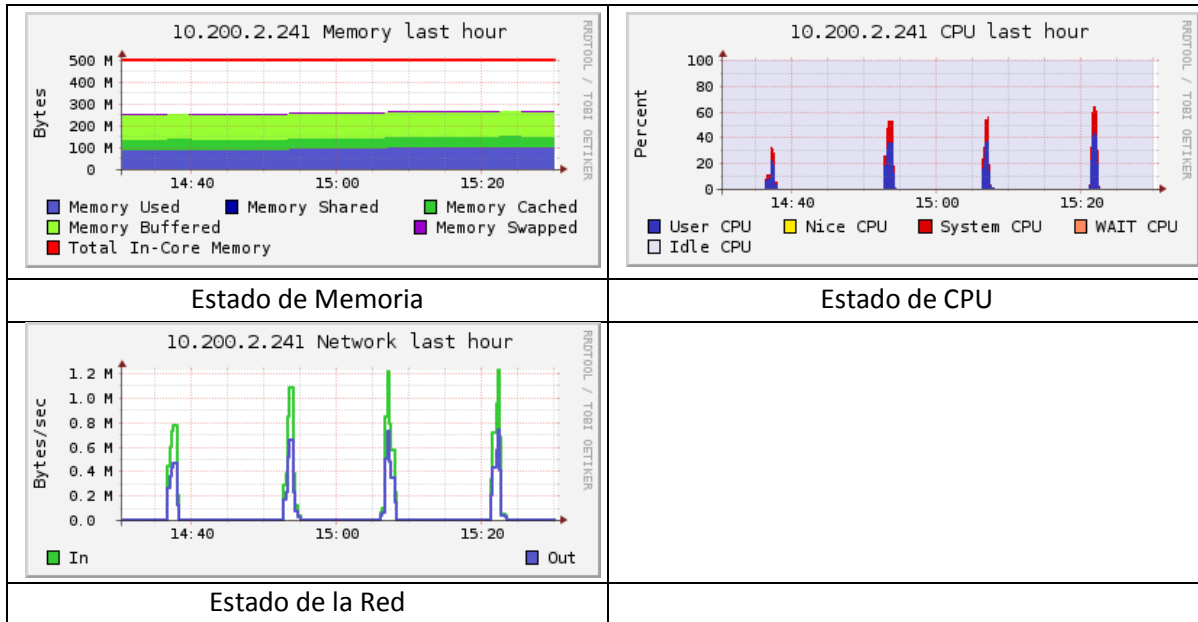 10.200.2.241 Memory last hour
RRDTOOL / TOBI OETIKER
Bytes
500 M
400 M
300 M
200 M
100 M
0
14:40 15:00 15:20
Memory Used Memory Shared Memory Cached
Memory Buffered Memory Swapped
Total In-Core Memory
10.200.2.241 CPU last hour
RRDTOOL / TOBI OETIKER
Percent
100
80
60
40
20
0
14:40 15:00 15:20
User CPU Nice CPU System CPU WAIT CPU
Idle CPU
Estado de Memoria
Estado de CPU
10.200.2.241 Network last hour
RRDTOOL / TOBI OETIKER
Bytes/sec
1.2 M
1.0 M
0.8 M
0.6 M
0.4 M
0.2 M
0.0
14:40 15:00 15:20
In Out
Estado de la Red